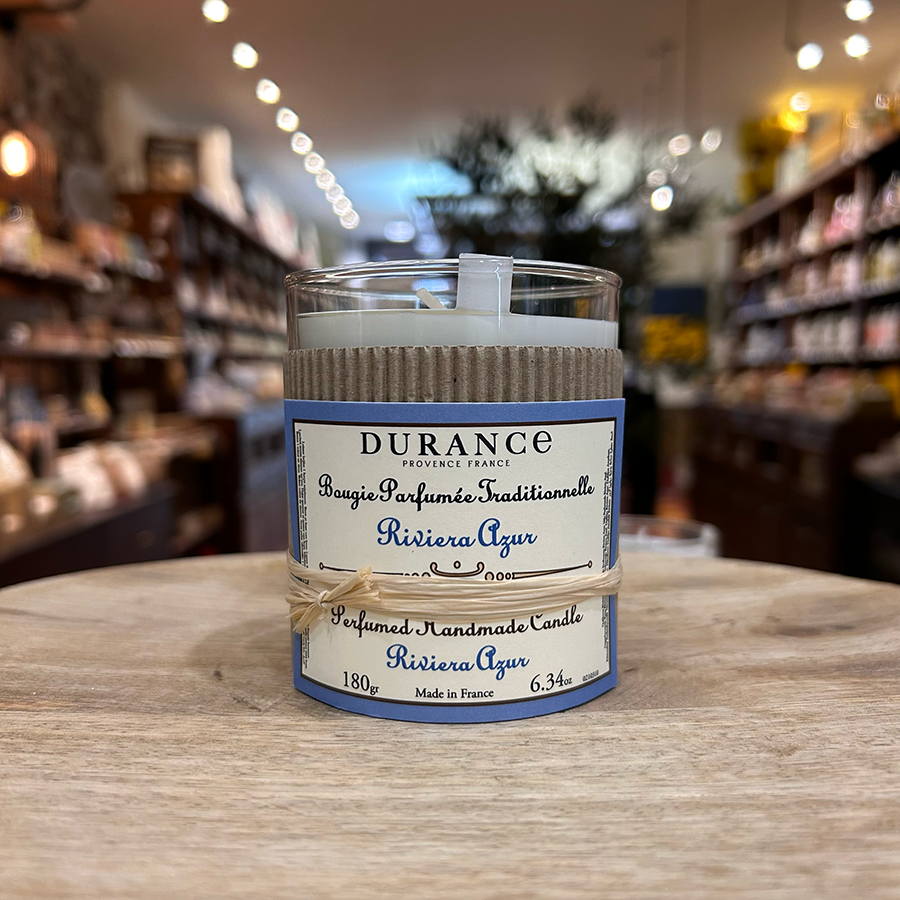 DURANCE
PROVENCE FRANCE
Bougie Parfumée Traditionnelle
Riviera Azur
Perfumed Handmade Candle
Riviera Azur
180gr
Made in France
6.34oz